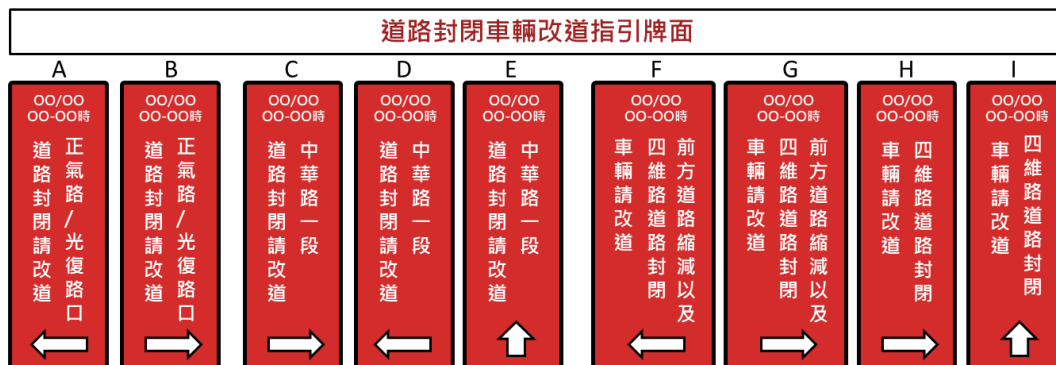 道路封閉車輛改道指引牌面
A
OO/OO
OO-OO時
正氣路/光復路口
道路封閉請改道
B
OO/OO
OO-OO時
正氣路/光復路口
道路封閉請改道
C
OO/OO
OO-OO時
中華路一段
道路封閉請改道
D
OO/OO
OO-OO時
中華路一段
道路封閉請改道
E
OO/OO
OO-OO時
中華路一段
道路封閉請改道
F
OO/OO
OO-OO時
前方道路縮減以及
四維路道路封閉
車輛請改道
G
OO/OO
OO-OO時
前方道路縮減以及
四維路道路封閉
車輛請改道
H
OO/OO
OO-OO時
四維路道路封閉
車輛請改道
I
OO/OO
OO-OO時
四維路道路封閉
車輛請改道